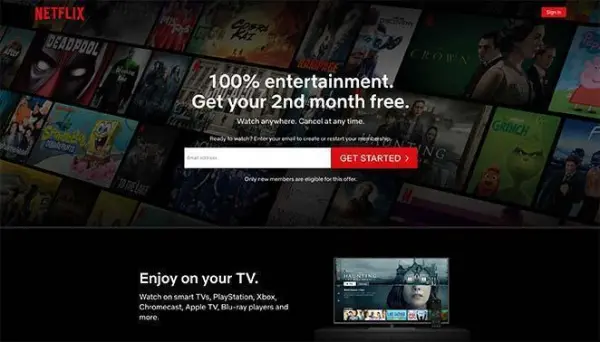 NETFLIX
Sign In
DEADPOOL
COBRA KAI
THE CROWN
GRINCH
100% entertainment.
Get your 2nd month free.
Watch anywhere. Cancel at any time.
Ready to watch? Enter your email to create or restart your membership.
Email address
GET STARTED >
Only new members are eligible for this offer.
Enjoy on your TV.
Watch on smart TVs, PlayStation, Xbox,
Chromecast, Apple TV, Blu-ray players and
more.
HAUNTING